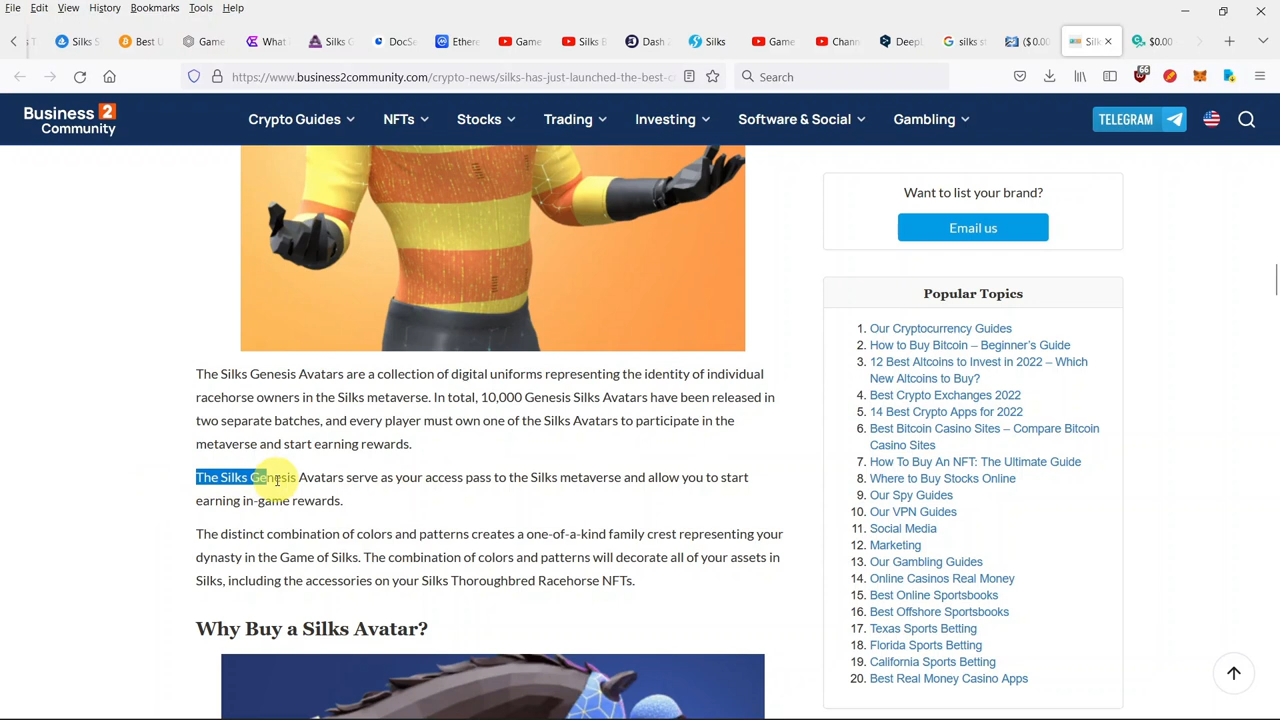 File Edit View History Bookmarks Tools Help
Silks S Best U Game What Silks G DocSe Ethere Game Silks B Dash 2 Silks Game Chann Deepl silks st ($0.00 Silk $0.00
https://www.business2community.com/crypto-news/silks-has-just-launched-the-best-c Search 66
Business 2 Community
Crypto Guides NFTs Stocks Trading Investing Software & Social Gambling TELEGRAM
Want to list your brand?
Email us
The Silks Genesis Avatars are a collection of digital uniforms representing the identity of individual
racehorse owners in the Silks metaverse. In total, 10,000 Genesis Silks Avatars have been released in
two separate batches, and every player must own one of the Silks Avatars to participate in the
metaverse and start earning rewards.
The Silks Genesis Avatars serve as your access pass to the Silks metaverse and allow you to start
earning in-game rewards.
The distinct combination of colors and patterns creates a one-of-a-kind family crest representing your
dynasty in the Game of Silks. The combination of colors and patterns will decorate all of your assets in
Silks, including the accessories on your Silks Thoroughbred Racehorse NFTs.
Why Buy a Silks Avatar?
Popular Topics
1. Our Cryptocurrency Guides
2. How to Buy Bitcoin – Beginner's Guide
3. 12 Best Altcoins to Invest in 2022 – Which
New Altcoins to Buy?
4. Best Crypto Exchanges 2022
5. 14 Best Crypto Apps for 2022
6. Best Bitcoin Casino Sites – Compare Bitcoin
Casino Sites
7. How To Buy An NFT: The Ultimate Guide
8. Where to Buy Stocks Online
9. Our Spy Guides
10. Our VPN Guides
11. Social Media
12. Marketing
13. Our Gambling Guides
14. Online Casinos Real Money
15. Best Online Sportsbooks
16. Best Offshore Sportsbooks
17. Texas Sports Betting
18. Florida Sports Betting
19. California Sports Betting
20. Best Real Money Casino Apps